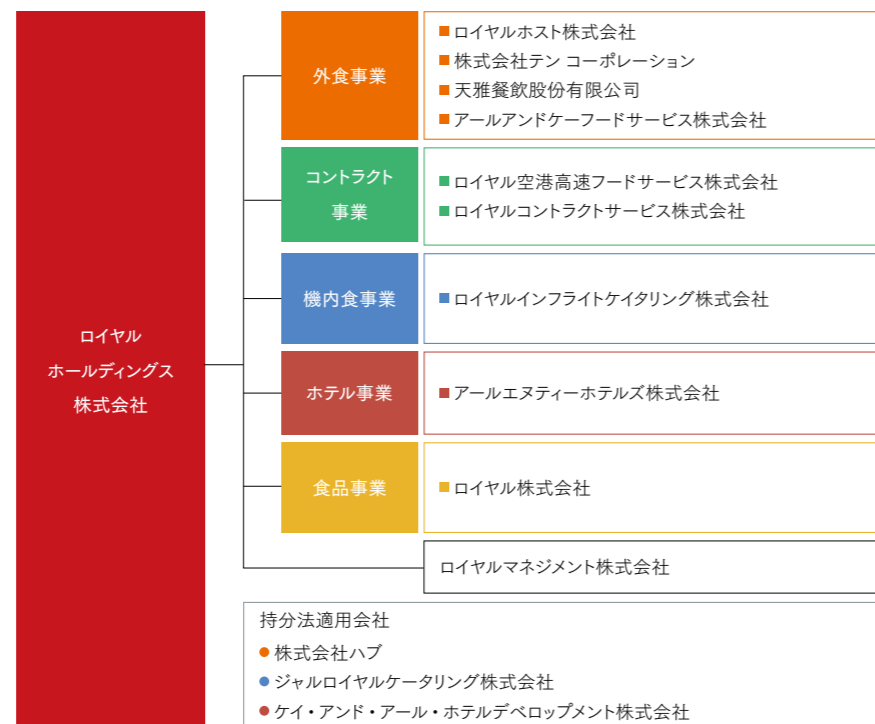 ロイヤル
ホールディングス
株式会社
外食事業
ロイヤルホスト株式会社
株式会社テン コーポレーション
天雅餐飲股份有限公司
アールアンドケーフードサービス株式会社
コントラクト
事業
ロイヤル空港高速フードサービス株式会社
ロイヤルコントラクトサービス株式会社
機内食事業
ロイヤルインフライトケイタリング株式会社
ホテル事業
アールエヌティーホテルズ株式会社
食品事業
ロイヤル株式会社
ロイヤルマネジメント株式会社
持分法適用会社
株式会社ハブ
ジャルロイヤルケータリング株式会社
ケイ・アンド・アール・ホテルデベロップメント株式会社